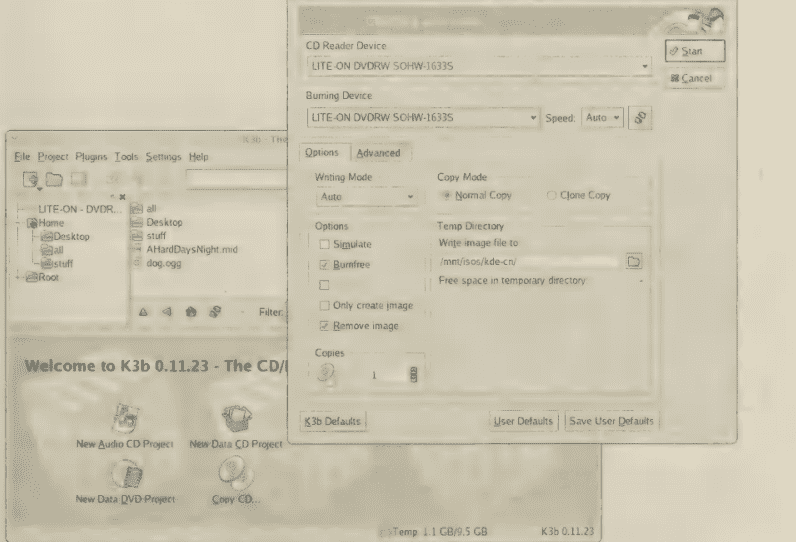 CD Reader Device
LITE-ON DVDRW SOHW-1633S
Start
Cancel
Burning Device
LITE-ON DVDRW SOHW-1633S
Speed: Auto
Options Advanced
Writing Mode
Auto
Copy Mode
Normal Copy
Clone Copy
Options
Simulate
Burnfree
Only create image
Remove image
Temp Directory
Write image file to
/mnt/isos/kde-cn/
Free space in temporary directory
-
Copies
1
K3b Defaults
User Defaults
Save User Defaults
K3b - The
File Project Plugins Tools Settings Help
LITE-ON - DVDR...
Home
Desktop
all
stuff
Root
all
Desktop
stuff
AHardDaysNight.mid
dog.ogg
Filter:
Welcome to K3b 0.11.23 - The CD/
New Audio CD Project
New Data CD Project
New Data DVD Project
Copy CD...
Temp: 1.1 GB/9.5 GB
K3b 0.11.23